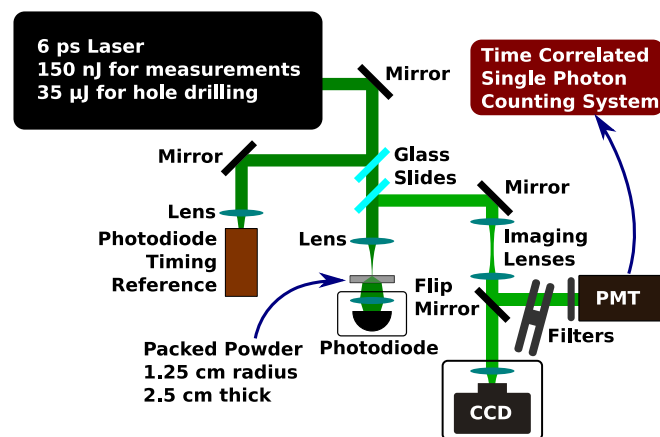 6 ps Laser
150 nJ for measurements
35 μJ for hole drilling
Mirror
Time Correlated
Single Photon
Counting System
Mirror
Glass
Slides
Mirror
Lens
Lens
Imaging
Lenses
Photodiode
Timing
Reference
Flip
Mirror
PMT
Filters
Photodiode
Packed Powder
1.25 cm radius
2.5 cm thick
CCD